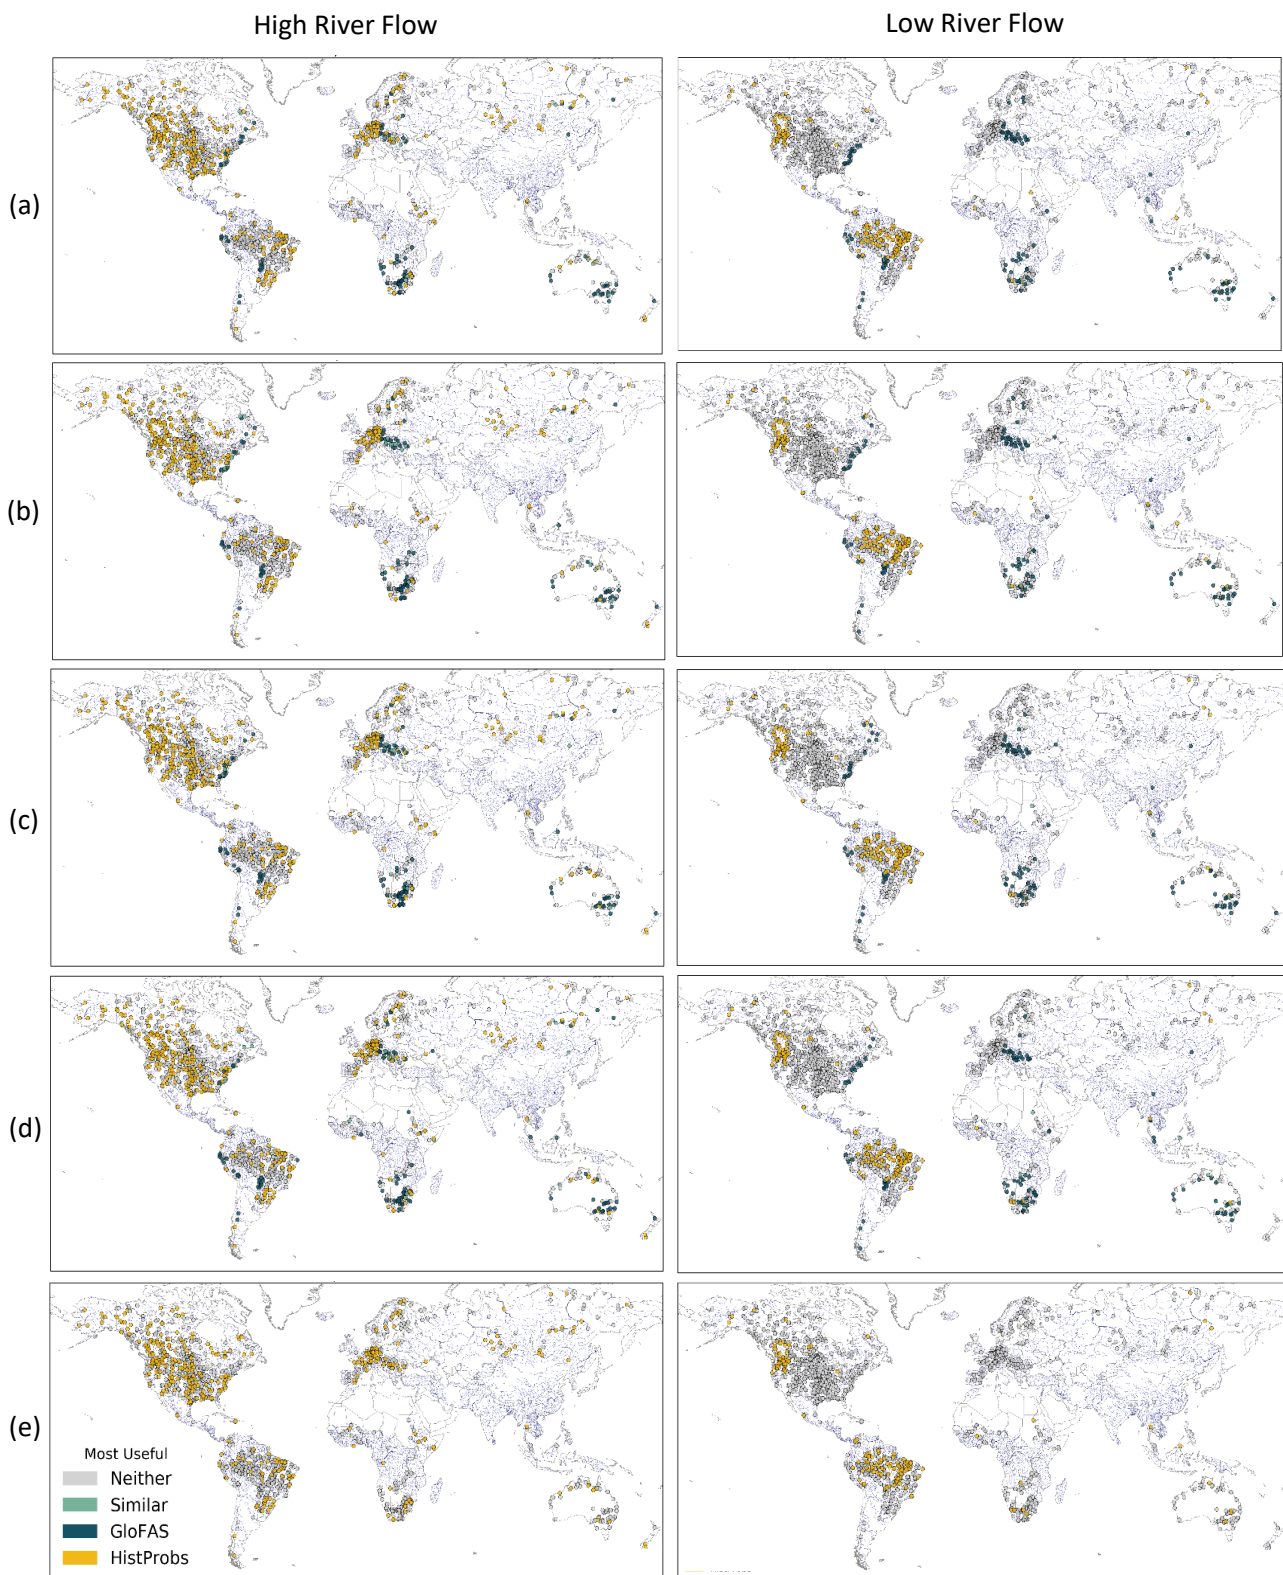 High River Flow
Low River Flow
(a)
(b)
(c)
(d)
(e)
Most Useful
Neither
Similar
GloFAS
HistProbs